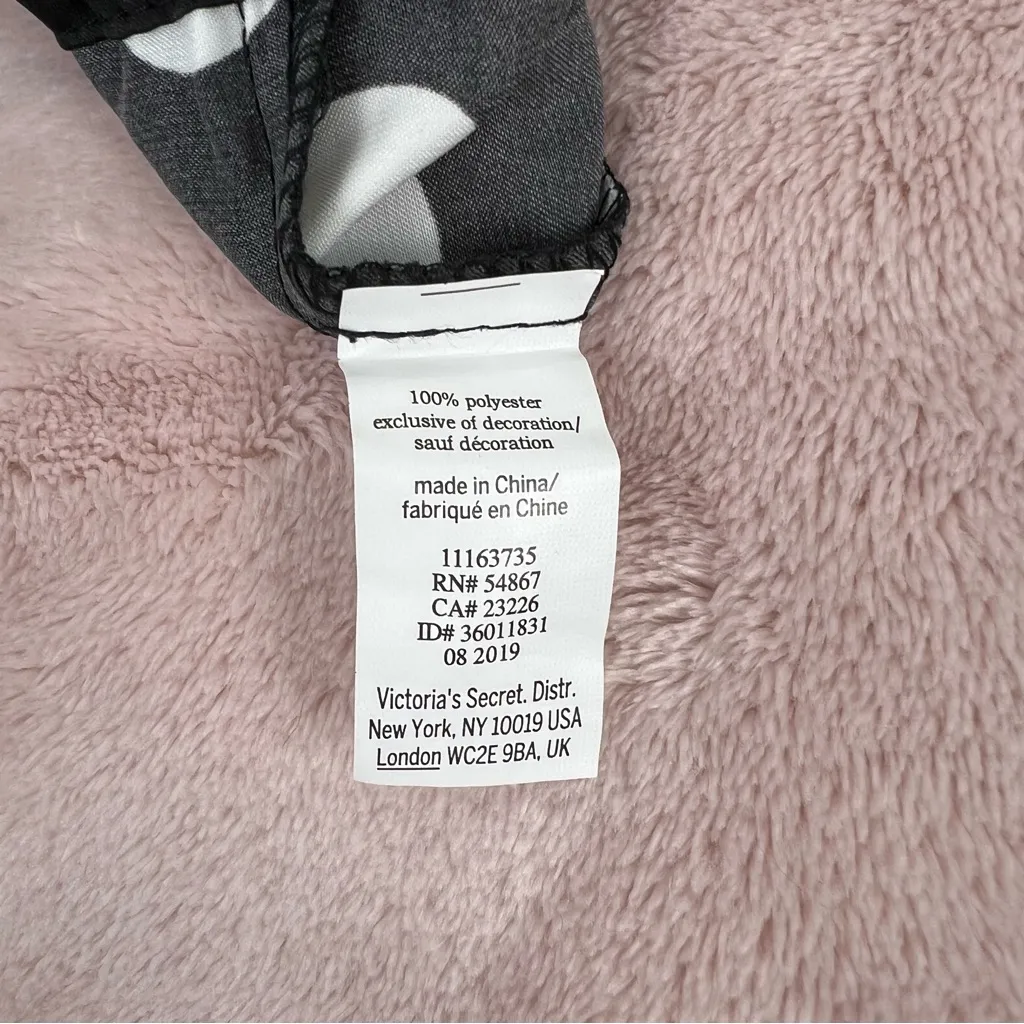 100% polyester
exclusive of decoration/
sauf décoration
made in China/
fabriqué en Chine
11163735
RN# 54867
CA# 23226
ID# 36011831
08 2019
Victoria's Secret. Distr.
New York, NY 10019 USA
London WC2E 9BA, UK